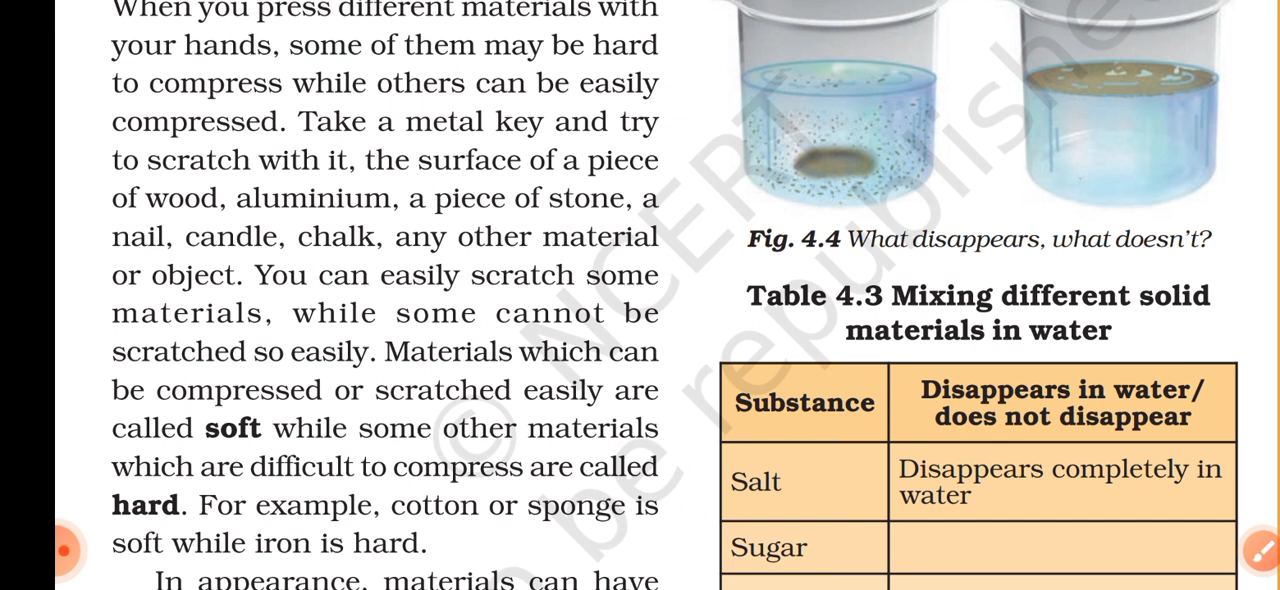 When you press different materials with
your hands, some of them may be hard
to compress while others can be easily
compressed. Take a metal key and try
to scratch with it, the surface of a piece
of wood, aluminium, a piece of stone, a
nail, candle, chalk, any other material
or object. You can easily scratch some
materials, while some cannot be
scratched so easily. Materials which can
be compressed or scratched easily are
called soft while some other materials
which are difficult to compress are called
hard. For example, cotton or sponge is
soft while iron is hard.
In appearance, materials can have
Fig. 4.4 What disappears, what doesn't?
Table 4.3 Mixing different solid
materials in water
Substance
Disappears in water/
does not disappear
Salt
Disappears completely in
water
Sugar
© NCERT
be republished